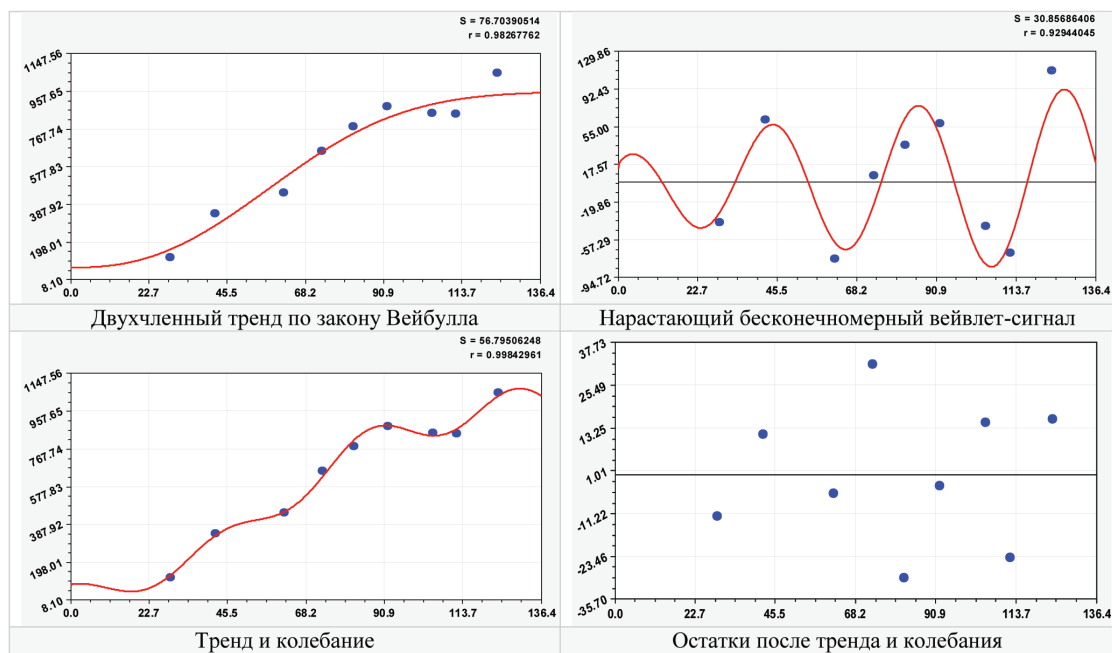 S = 76.70390514
r = 0.98267762
1147.56
957.65
767.74
577.83
387.92
198.01
8.10
0.0 22.7 45.5 68.2 90.9 113.7 136.4
Двухчленный тренд по закону Вейбулла
S = 30.85686406
r = 0.92944045
129.86
92.43
55.00
17.57
-19.86
-57.29
-94.72
0.0 22.7 45.5 68.2 90.9 113.7 136.4
Нарастающий бесконечномерный вейвлет-сигнал
S = 56.79506248
r = 0.99842961
1147.56
957.65
767.74
577.83
387.92
198.01
8.10
0.0 22.7 45.5 68.2 90.9 113.7 136.4
Тренд и колебание
37.73
25.49
13.25
1.01
-11.22
-23.46
-35.70
0.0 22.7 45.5 68.2 90.9 113.7 136.4
Остатки после тренда и колебания